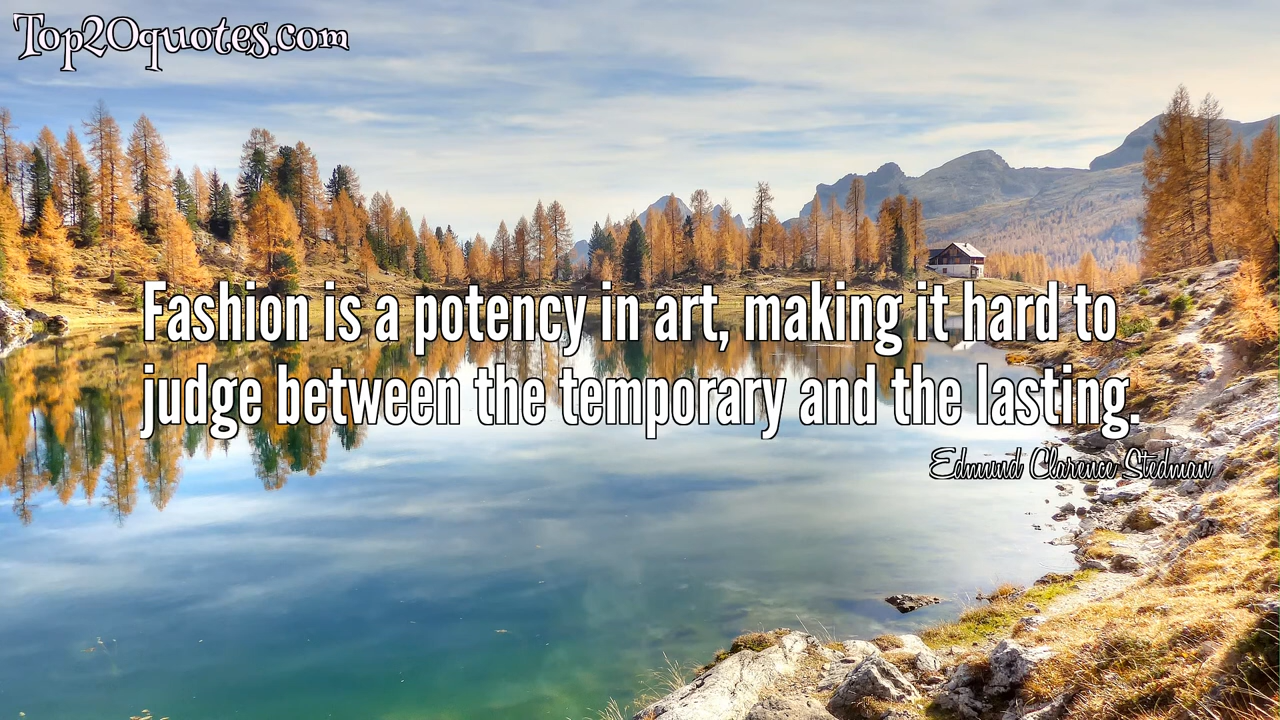 Top20quotes.com
Fashion is a potency in art, making it hard to
judge between the temporary and the lasting.
Edmund Clarence Stedman